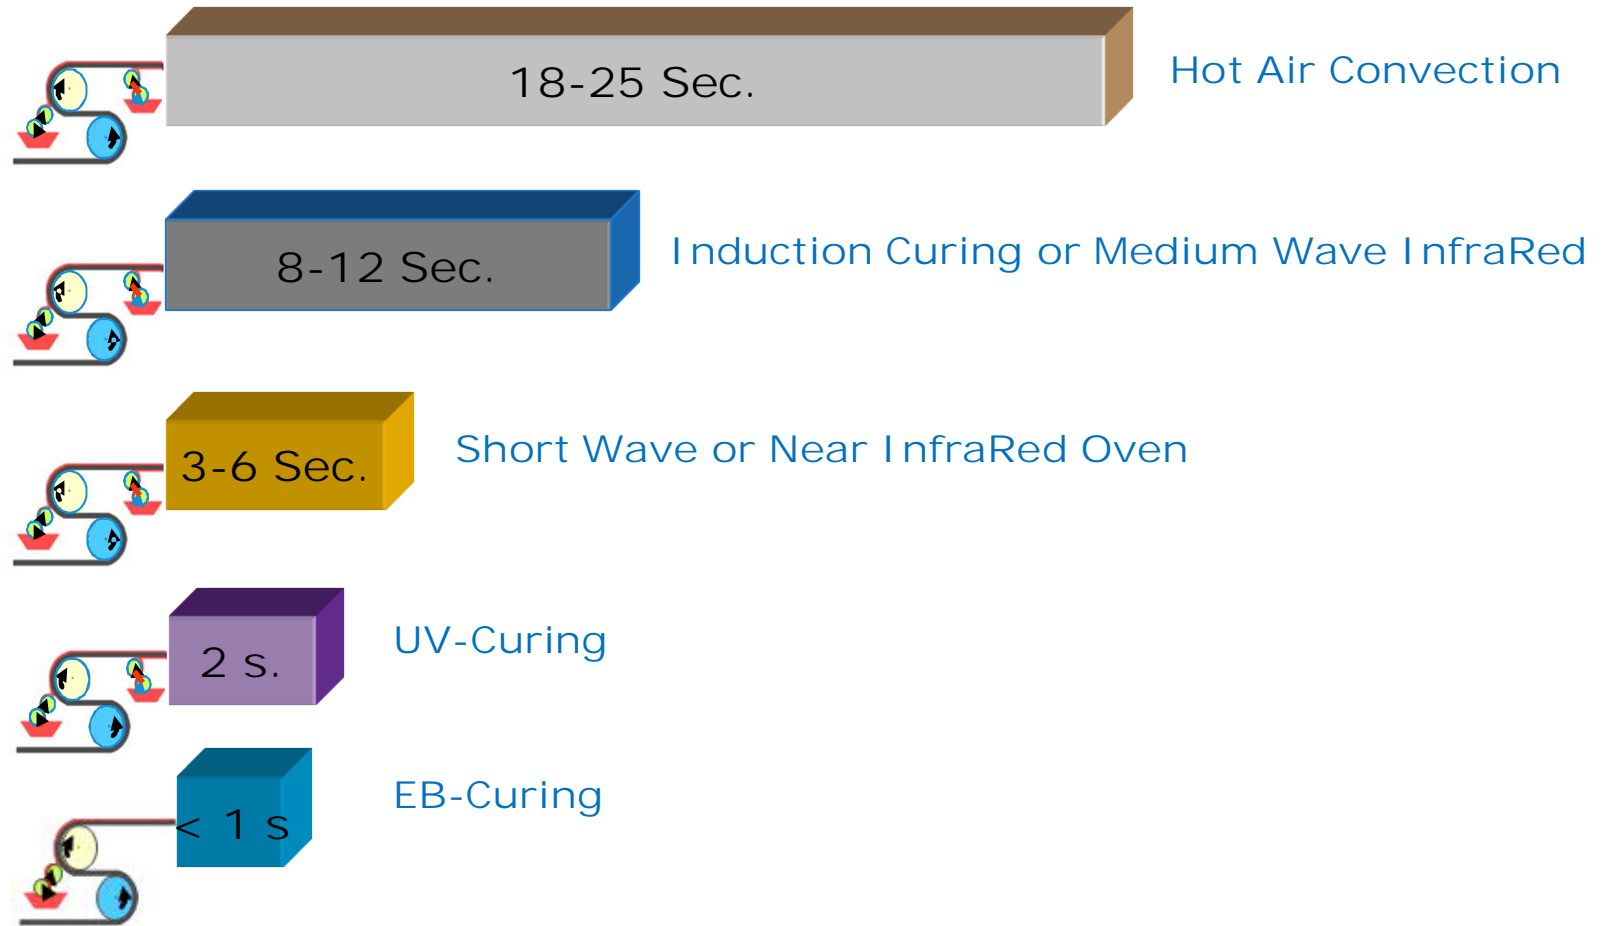 18-25 Sec.
Hot Air Convection
8-12 Sec.
Induction Curing or Medium Wave InfraRed
3-6 Sec.
Short Wave or Near InfraRed Oven
2 s.
UV-Curing
< 1 s
EB-Curing